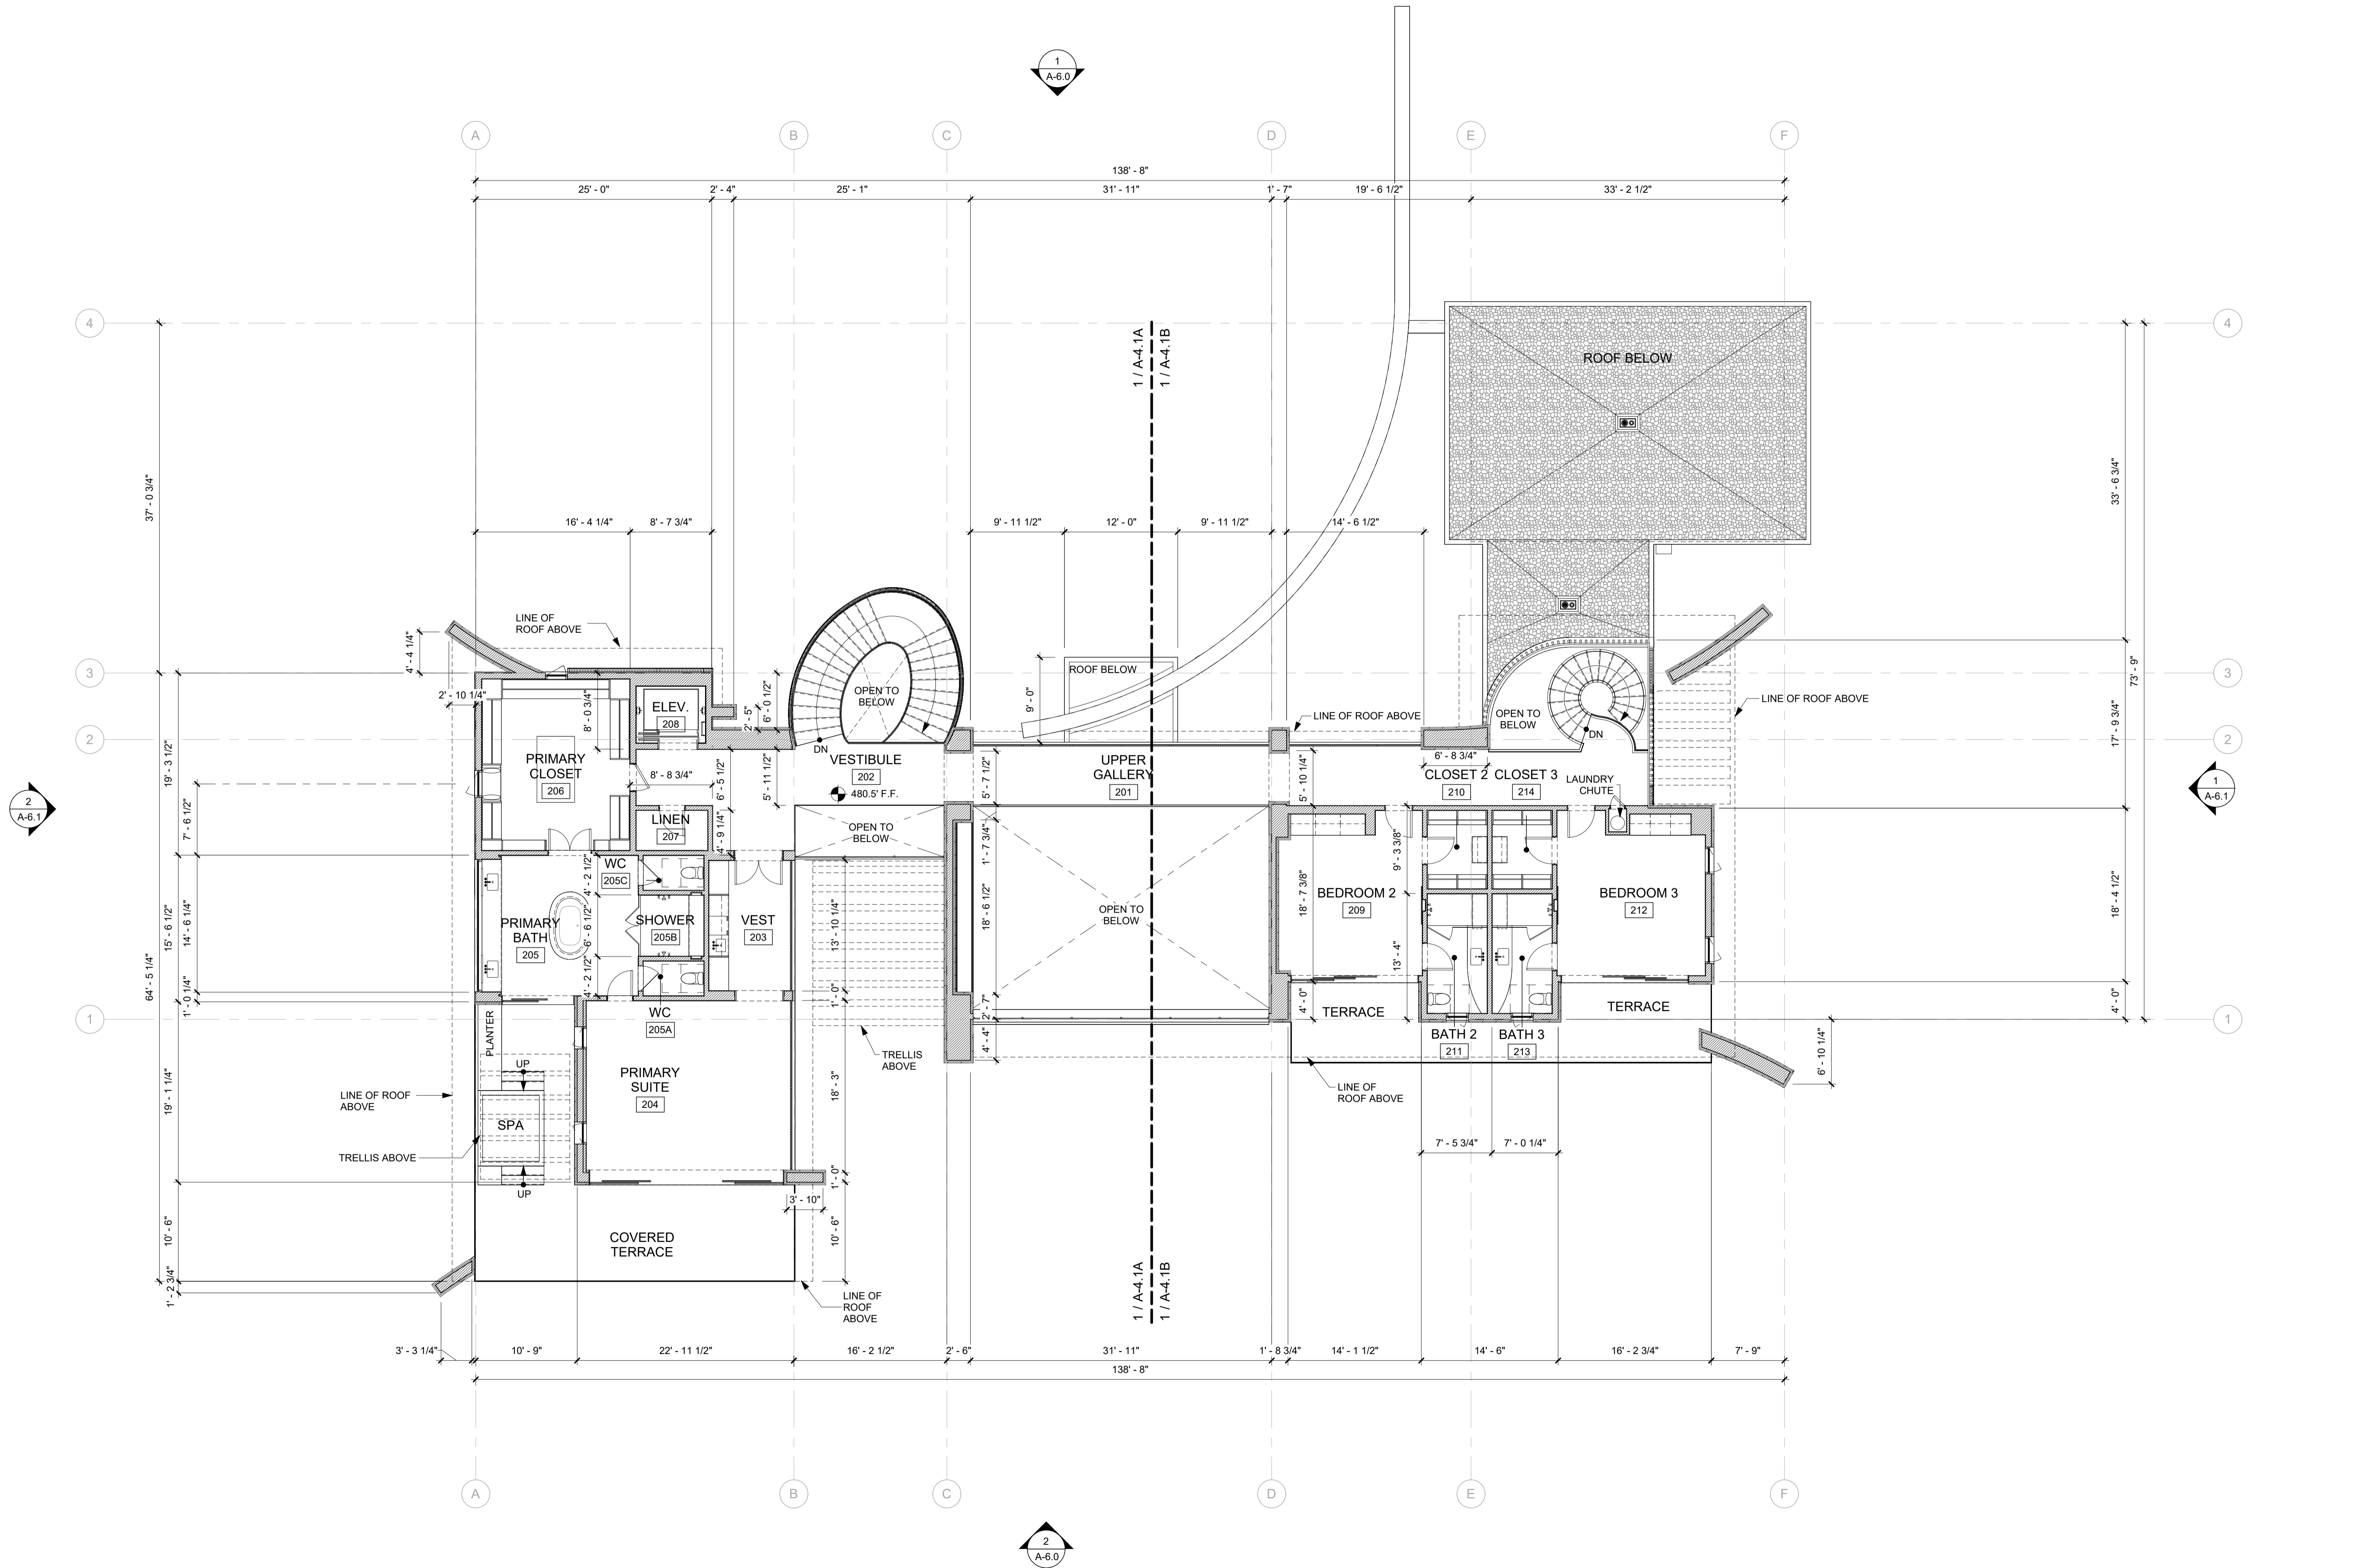 1
A-6.0
A
B
C
D
E
F
138' - 8"
25' - 0"
2' - 4"
25' - 1"
31' - 11"
1' - 7"
19' - 6 1/2"
33' - 2 1/2"
4
4
1 / A-4.1A
1 / A-4.1B
ROOF BELOW
37' - 0 3/4"
33' - 6 3/4"
73' - 9"
16' - 4 1/4"
8' - 7 3/4"
9' - 11 1/2"
12' - 0"
9' - 11 1/2"
14' - 6 1/2"
LINE OF
ROOF ABOVE
4' - 4 1/4"
2' - 10 1/4"
3
3
8' - 0 3/4"
ELEV.
208
2' - 5"
6' - 0 1/2"
OPEN TO
BELOW
DN
9' - 0"
ROOF BELOW
LINE OF ROOF ABOVE
OPEN TO
BELOW
DN
LINE OF ROOF ABOVE
17' - 9 3/4"
2
2
19' - 3 1/2"
PRIMARY
CLOSET
206
8' - 8 3/4"
6' - 5 1/2"
5' - 11 1/2"
VESTIBULE
202
480.5' F.F.
5' - 7 1/2"
UPPER
GALLERY
201
5' - 10 1/4"
6' - 8 3/4"
CLOSET 2
210
CLOSET 3
214
LAUNDRY
CHUTE
2
A-6.1
1
A-6.1
7' - 6 1/2"
LINEN
207
4' - 9 1/4"
OPEN TO
BELOW
1' - 7 3/4"
9' - 3 3/8"
WC
205C
4' - 2 1/2"
64' - 5 1/4"
15' - 6 1/2"
14' - 6 1/4"
PRIMARY
BATH
205
6' - 6 1/2"
SHOWER
205B
VEST
203
13' - 10 1/4"
18' - 6 1/2"
OPEN TO
BELOW
18' - 7 3/8"
BEDROOM 2
209
13' - 4"
BEDROOM 3
212
18' - 4 1/2"
4' - 2 1/2"
1' - 0 1/4"
1' - 0"
2' - 7"
4' - 0"
TERRACE
TERRACE
4' - 0"
1
1
PLANTER
WC
205A
4' - 4"
BATH 2
211
BATH 3
213
6' - 10 1/4"
UP
PRIMARY
SUITE
204
18' - 3"
TRELLIS
ABOVE
LINE OF
ROOF ABOVE
19' - 1 1/4"
LINE OF ROOF
ABOVE
SPA
TRELLIS ABOVE
UP
7' - 5 3/4"
7' - 0 1/4"
1' - 0"
3' - 10"
10' - 6"
10' - 6"
COVERED
TERRACE
1' - 2 3/4"
LINE OF
ROOF
ABOVE
1 / A-4.1A
1 / A-4.1B
3' - 3 1/4"
10' - 9"
22' - 11 1/2"
16' - 2 1/2"
2' - 6"
31' - 11"
1' - 8 3/4"
14' - 1 1/2"
14' - 6"
16' - 2 3/4"
7' - 9"
138' - 8"
A
B
C
D
E
F
2
A-6.0